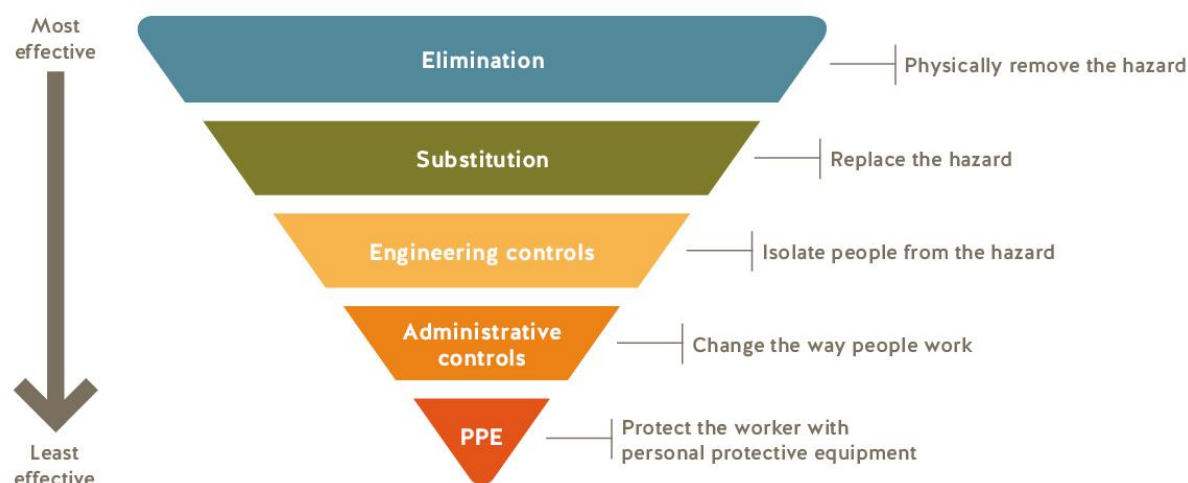 Most
effective
Elimination
Physically remove the hazard
Substitution
Replace the hazard
Engineering controls
Isolate people from the hazard
Administrative
controls
Change the way people work
PPE
Protect the worker with
personal protective equipment
Least
effective